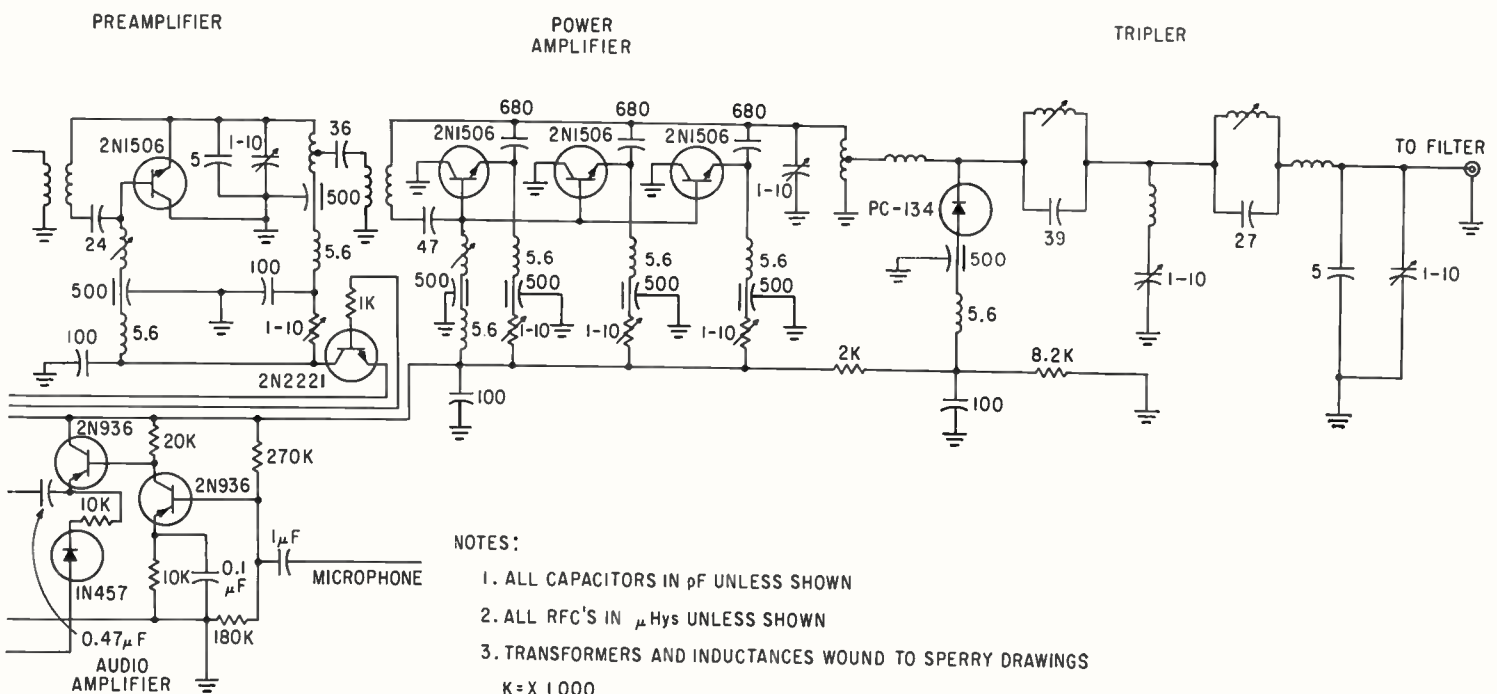 PREAMPLIFIER
POWER
AMPLIFIER
TRIPLER
2N1506
5
1-10
36
500
24
500
5.6
100
5.6
100
1-10
1K
2N2221
680
680
680
2N1506
2N1506
2N1506
1-10
47
500
5.6
5.6
500
1-10
5.6
500
1-10
5.6
500
1-10
100
2K
8.2K
PC-134
500
5.6
100
39
1-10
27
5
1-10
TO FILTER
2N936
20K
270K
2N936
10K
1N457
10K
0.1
μF
1μF
MICROPHONE
180K
0.47μF
AUDIO
AMPLIFIER
NOTES:
1. ALL CAPACITORS IN pF UNLESS SHOWN
2. ALL RFC'S IN μHys UNLESS SHOWN
3. TRANSFORMERS AND INDUCTANCES WOUND TO SPERRY DRAWINGS
K=X 1,000